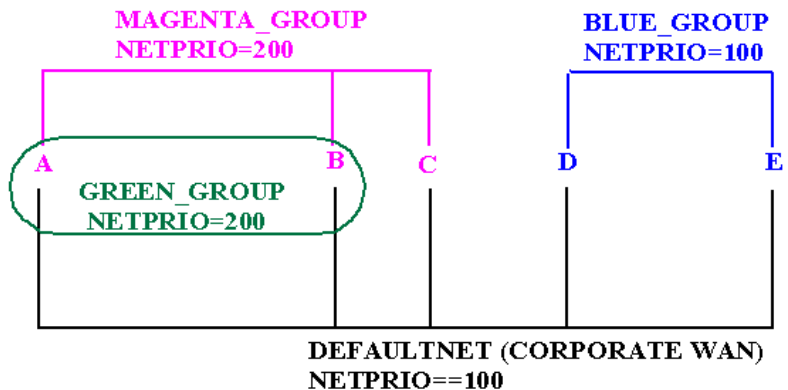 MAGENTA_GROUP
NETPRIO=200
BLUE_GROUP
NETPRIO=100
A B C D E
GREEN_GROUP
NETPRIO=200
DEFAULTNET (CORPORATE WAN)
NETPRIO==100